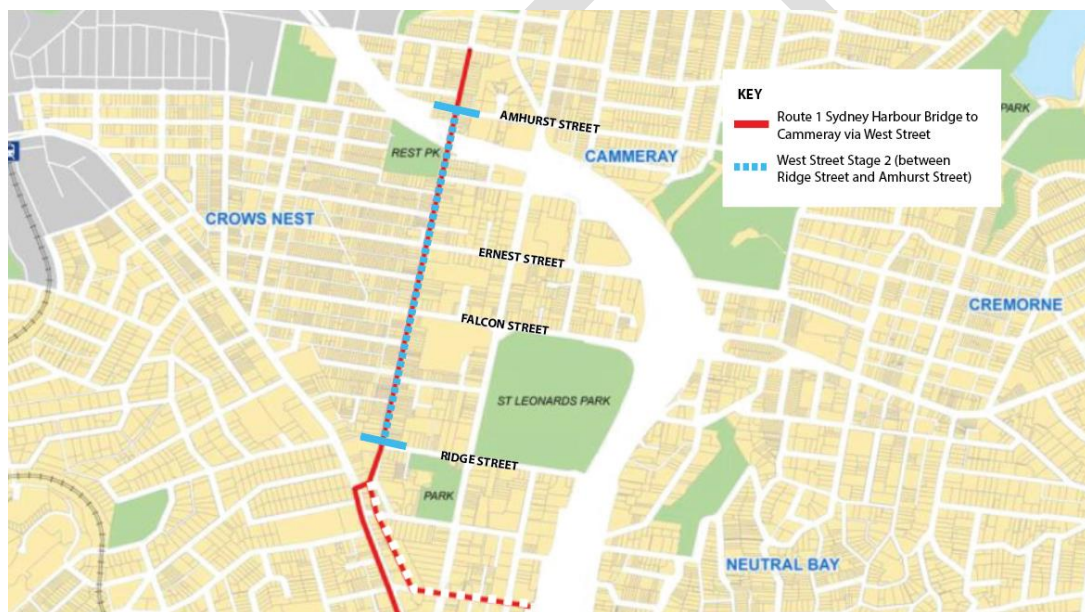 KEY
Route 1 Sydney Harbour Bridge to
Cammeray via West Street
West Street Stage 2 (between
Ridge Street and Amhurst Street)
AMHURST STREET
PARK
REST PK
CAMMERAY
CROWS NEST
ERNEST STREET
CREMORNE
FALCON STREET
ST LEONARDS PARK
RIDGE STREET
PARK
NEUTRAL BAY